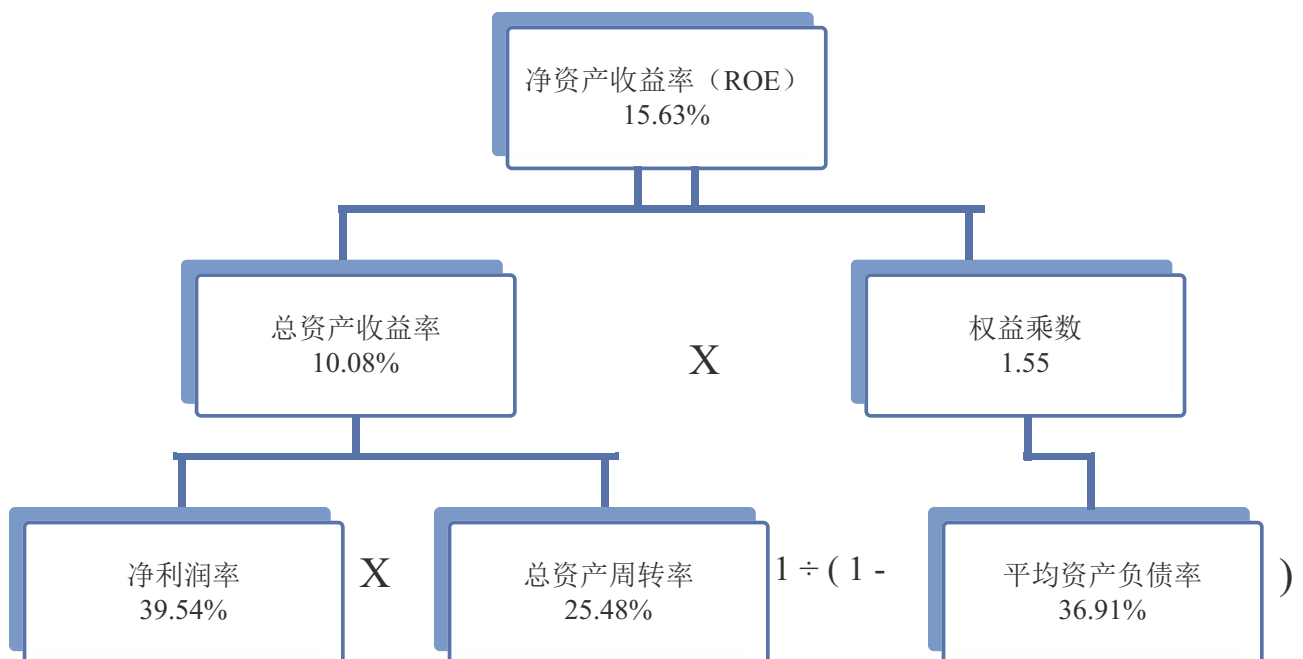 净资产收益率（ROE）
15.63%
总资产收益率
10.08%
X
权益乘数
1.55
净利润率
39.54%
X
总资产周转率
25.48%
1 ÷ ( 1 -
平均资产负债率
36.91%
)